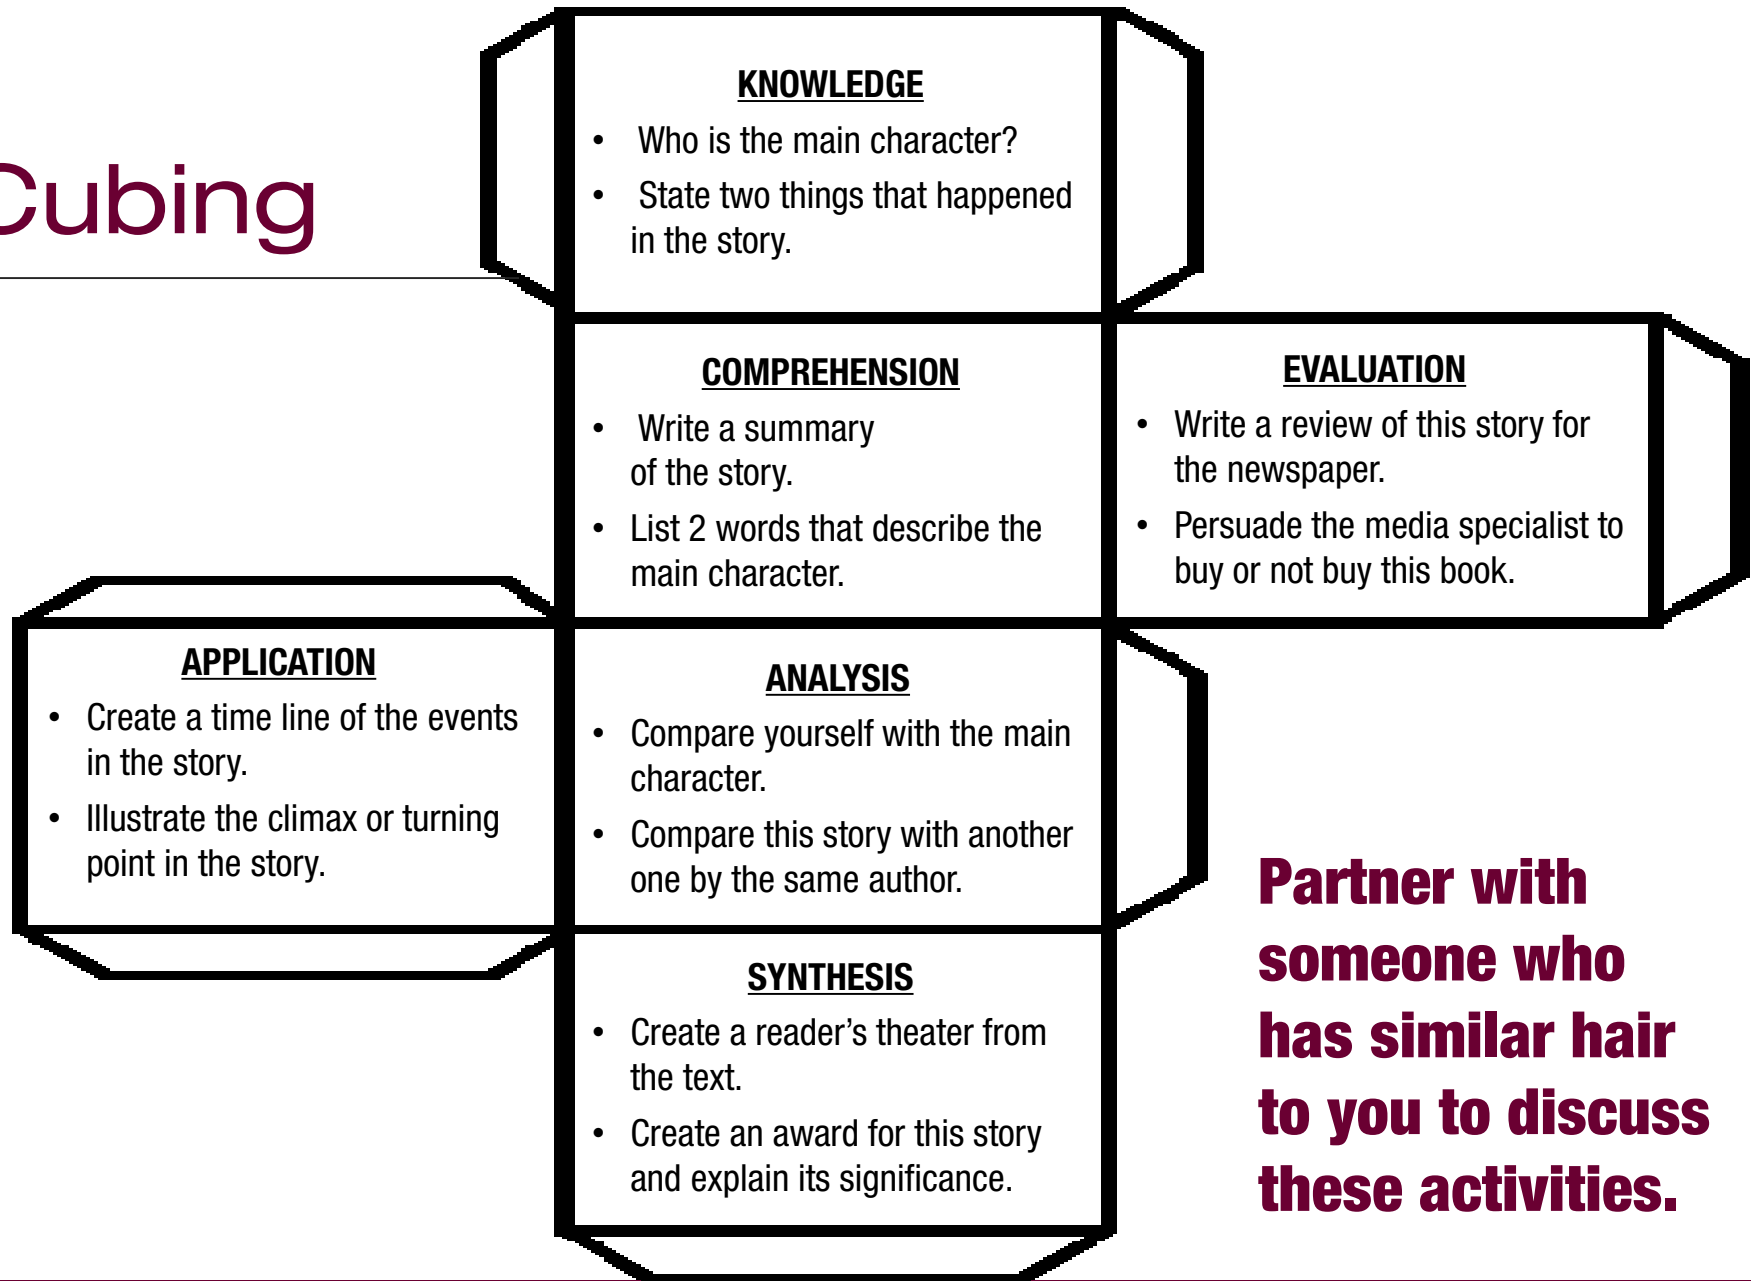 Cubing
KNOWLEDGE
• Who is the main character?
• State two things that happened
in the story.
COMPREHENSION
• Write a summary
of the story.
• List 2 words that describe the
main character.
EVALUATION
• Write a review of this story for
the newspaper.
• Persuade the media specialist to
buy or not buy this book.
APPLICATION
• Create a time line of the events
in the story.
• Illustrate the climax or turning
point in the story.
ANALYSIS
• Compare yourself with the main
character.
• Compare this story with another
one by the same author.
SYNTHESIS
• Create a reader’s theater from
the text.
• Create an award for this story
and explain its significance.
Partner with
someone who
has similar hair
to you to discuss
these activities.